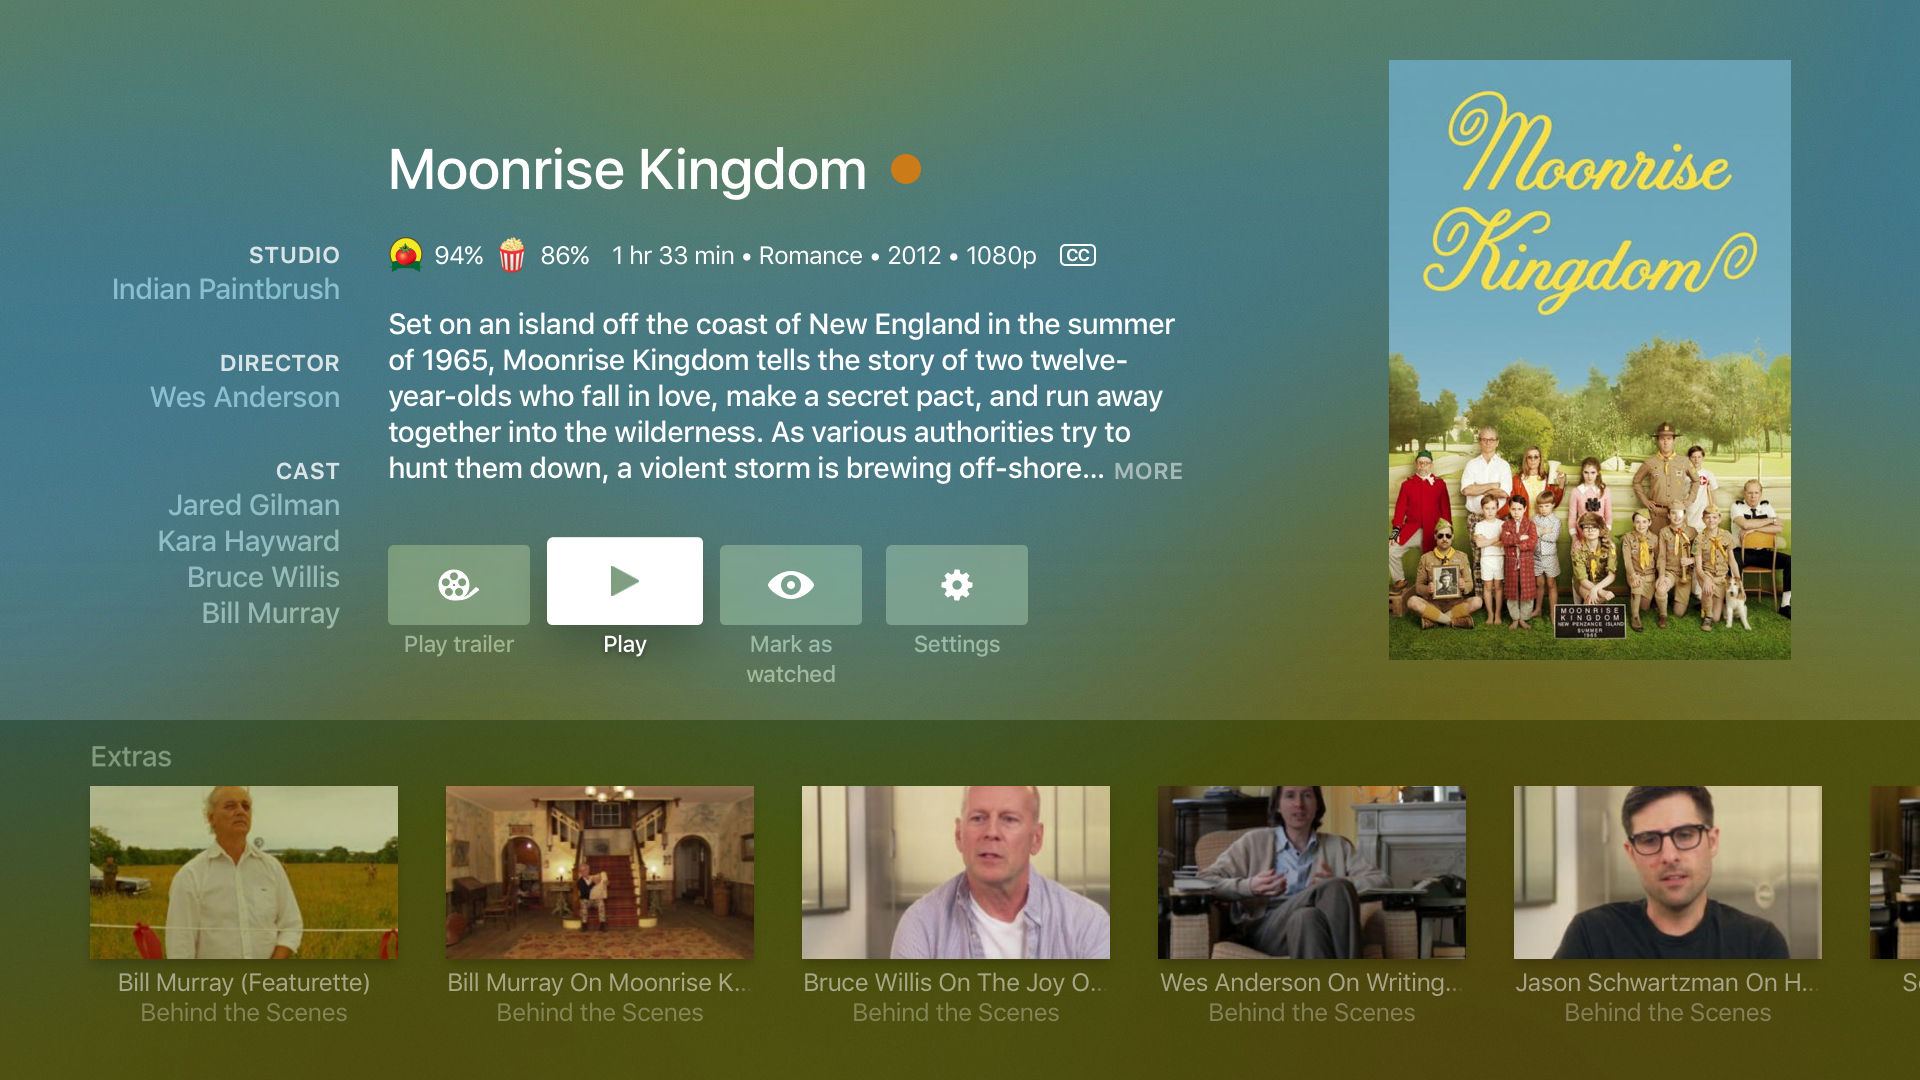 Moonrise Kingdom
STUDIO
Indian Paintbrush
DIRECTOR
Wes Anderson
CAST
Jared Gilman
Kara Hayward
Bruce Willis
Bill Murray
94% 86% 1 hr 33 min • Romance • 2012 • 1080p CC
Set on an island off the coast of New England in the summer
of 1965, Moonrise Kingdom tells the story of two twelve-
year-olds who fall in love, make a secret pact, and run away
together into the wilderness. As various authorities try to
hunt them down, a violent storm is brewing off-shore... MORE
Play trailer
Play
Mark as
watched
Settings
Moonrise
Kingdom
MOONRISE
KINGDOM
NEW PENZANCE ISLAND
SUMMER
1965
Extras
Bill Murray (Featurette)
Behind the Scenes
Bill Murray On Moonrise K...
Behind the Scenes
Bruce Willis On The Joy O...
Behind the Scenes
Wes Anderson On Writing...
Behind the Scenes
Jason Schwartzman On H...
Behind the Scenes